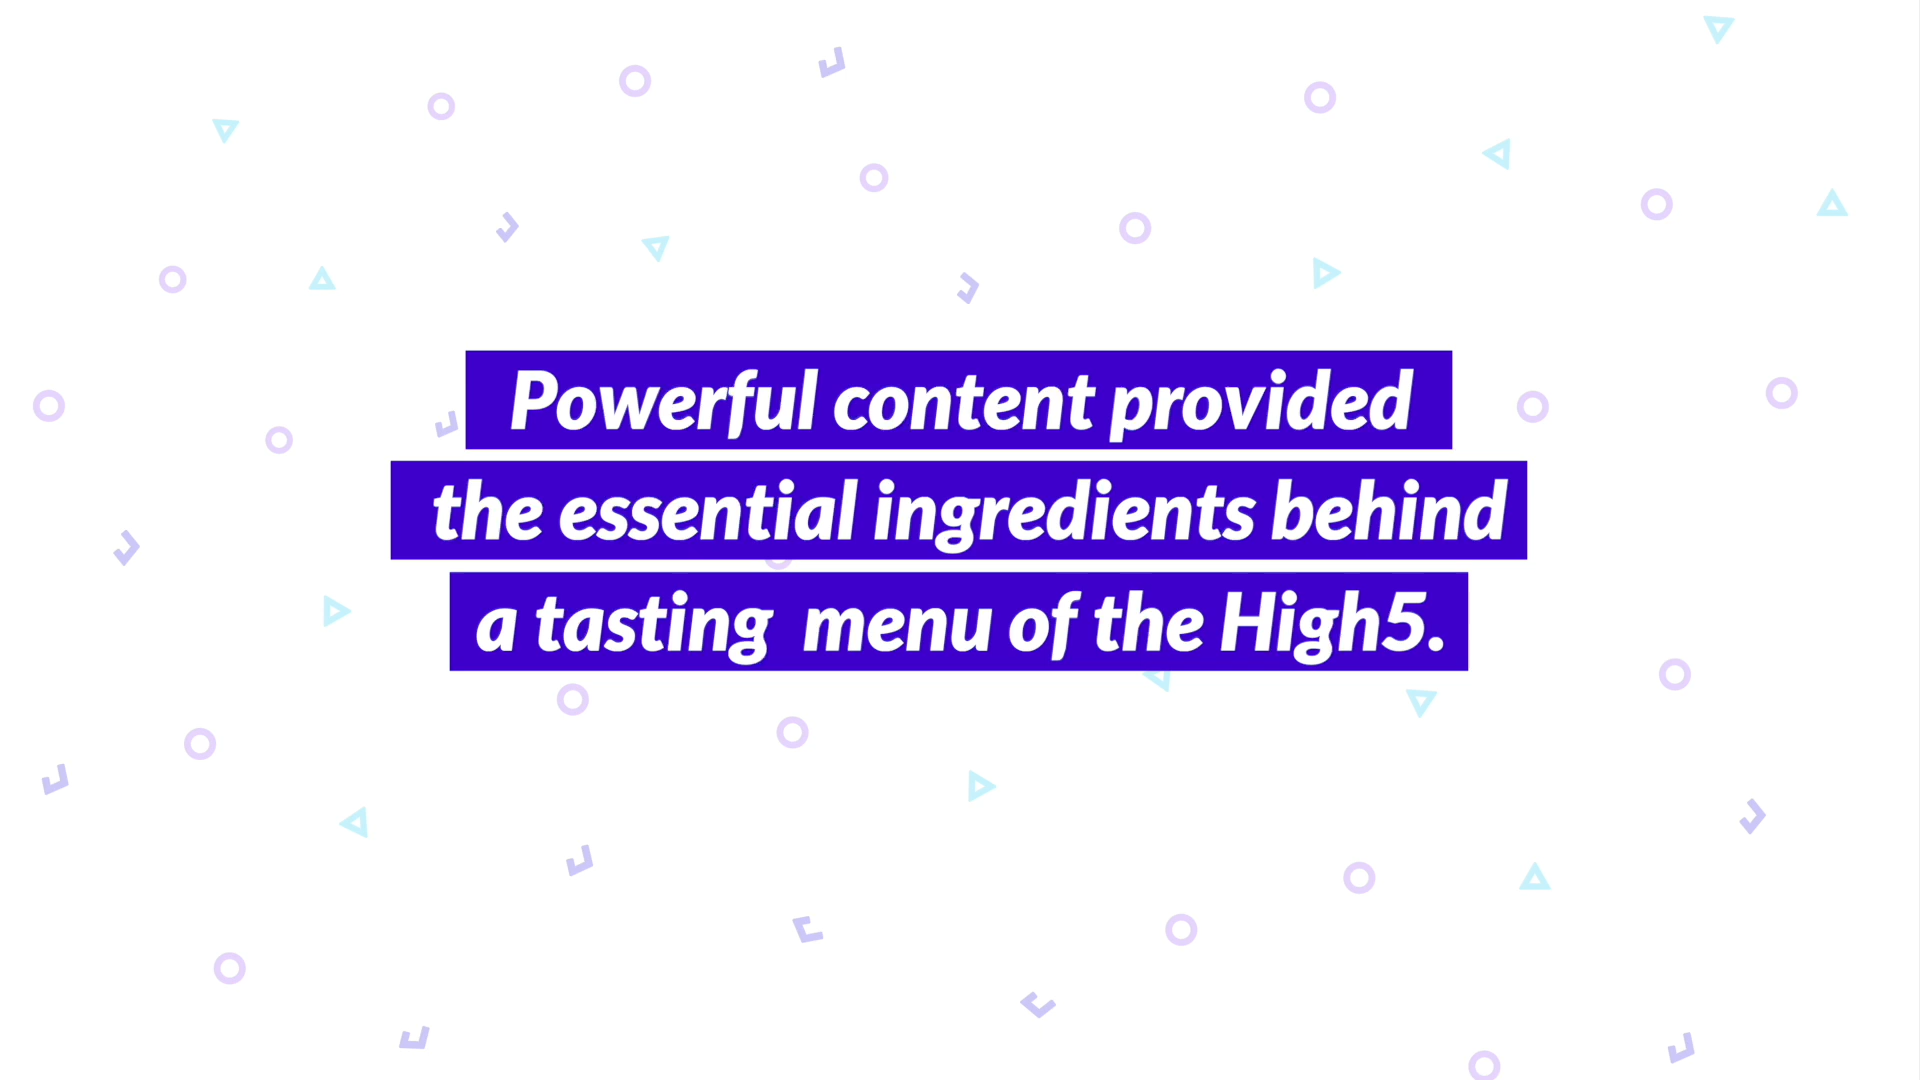 Powerful content provided
the essential ingredients behind
a tasting  menu of the High5.